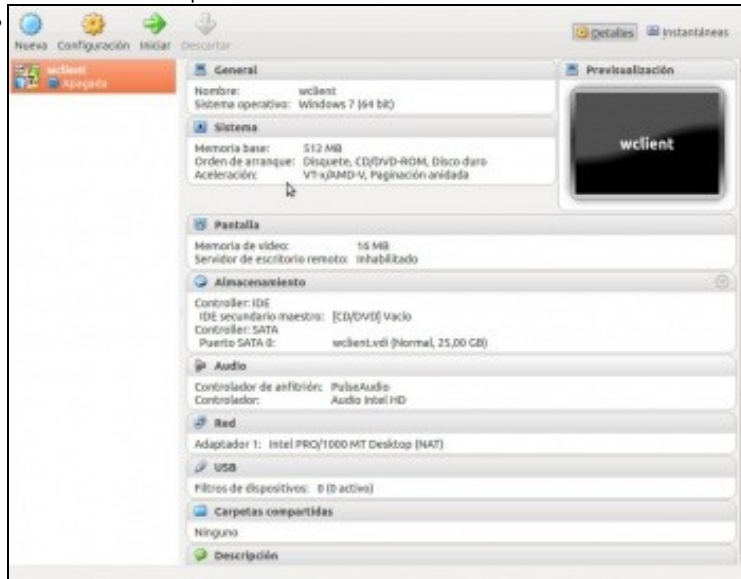 Nueva Configuración Iniciar Descartar
Detalles Instantáneas
wclient
Apagada
General
Nombre: wclient
Sistema operativo: Windows 7 (64 bit)
Previsualización
wclient
Sistema
Memoria base: 512 MB
Orden de arranque: Disquete, CD/DVD-ROM, Disco duro
Aceleración: VT-x/AMD-V, Paginación anidada
Pantalla
Memoria de vídeo: 16 MB
Servidor de escritorio remoto: Inhabilitado
Almacenamiento
Controller: IDE
IDE secundario maestro: [CD/DVD] Vacío
Controller: SATA
Puerto SATA 0: wclient.vdi (Normal, 25,00 GB)
Audio
Controlador de anfitrión: PulseAudio
Controlador: Audio Intel HD
Red
Adaptador 1: Intel PRO/1000 MT Desktop (NAT)
USB
Filtros de dispositivos: 0 (0 activo)
Carpetas compartidas
Ninguno
Descripción